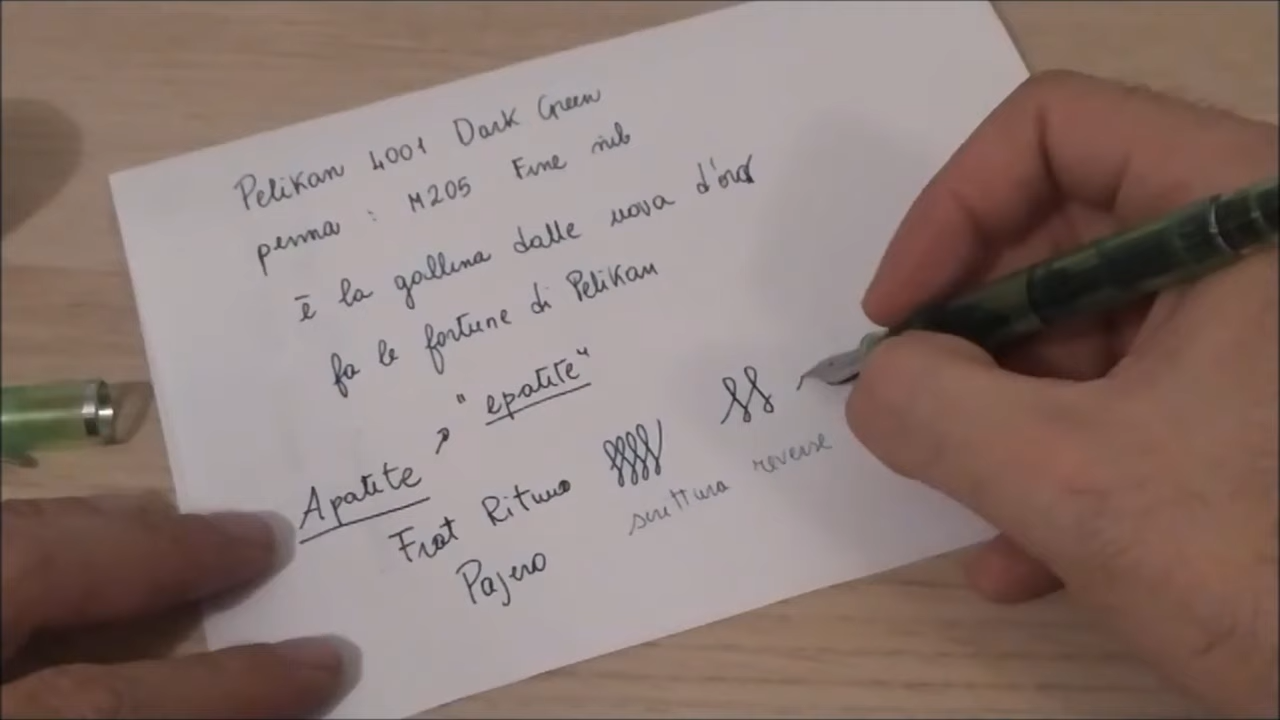 Pelikan 4001 Dark Green
penna : M205 Fine nib
è la gallina dalle uova d'oro
fa le fortune di Pelikan
"epatite"
Apatite
Fiat Ritmo
Pajero
scrittura reverse